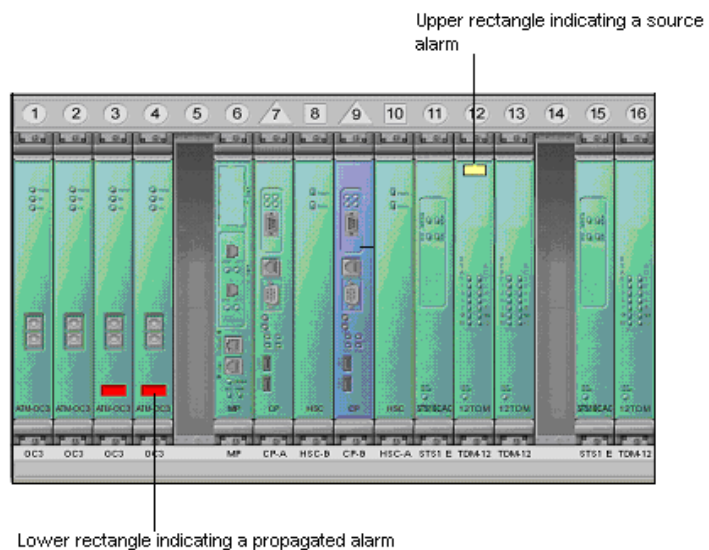 Upper rectangle indicating a source
alarm
1 2 3 4 5 6 7 8 9 10 11 12 13 14 15 16
ATM-OC3 ATM-OC3 ATM-OC3 ATM-OC3 MP CP HSC CP HSC 12TDM 12TDM 12TDM
OC3 OC3 OC3 OC3 MP CP-A HSC-B CP-B HSC-A STS1 E TDM-12 TDM-12 STS1 E TDM-12
Lower rectangle indicating a propagated alarm